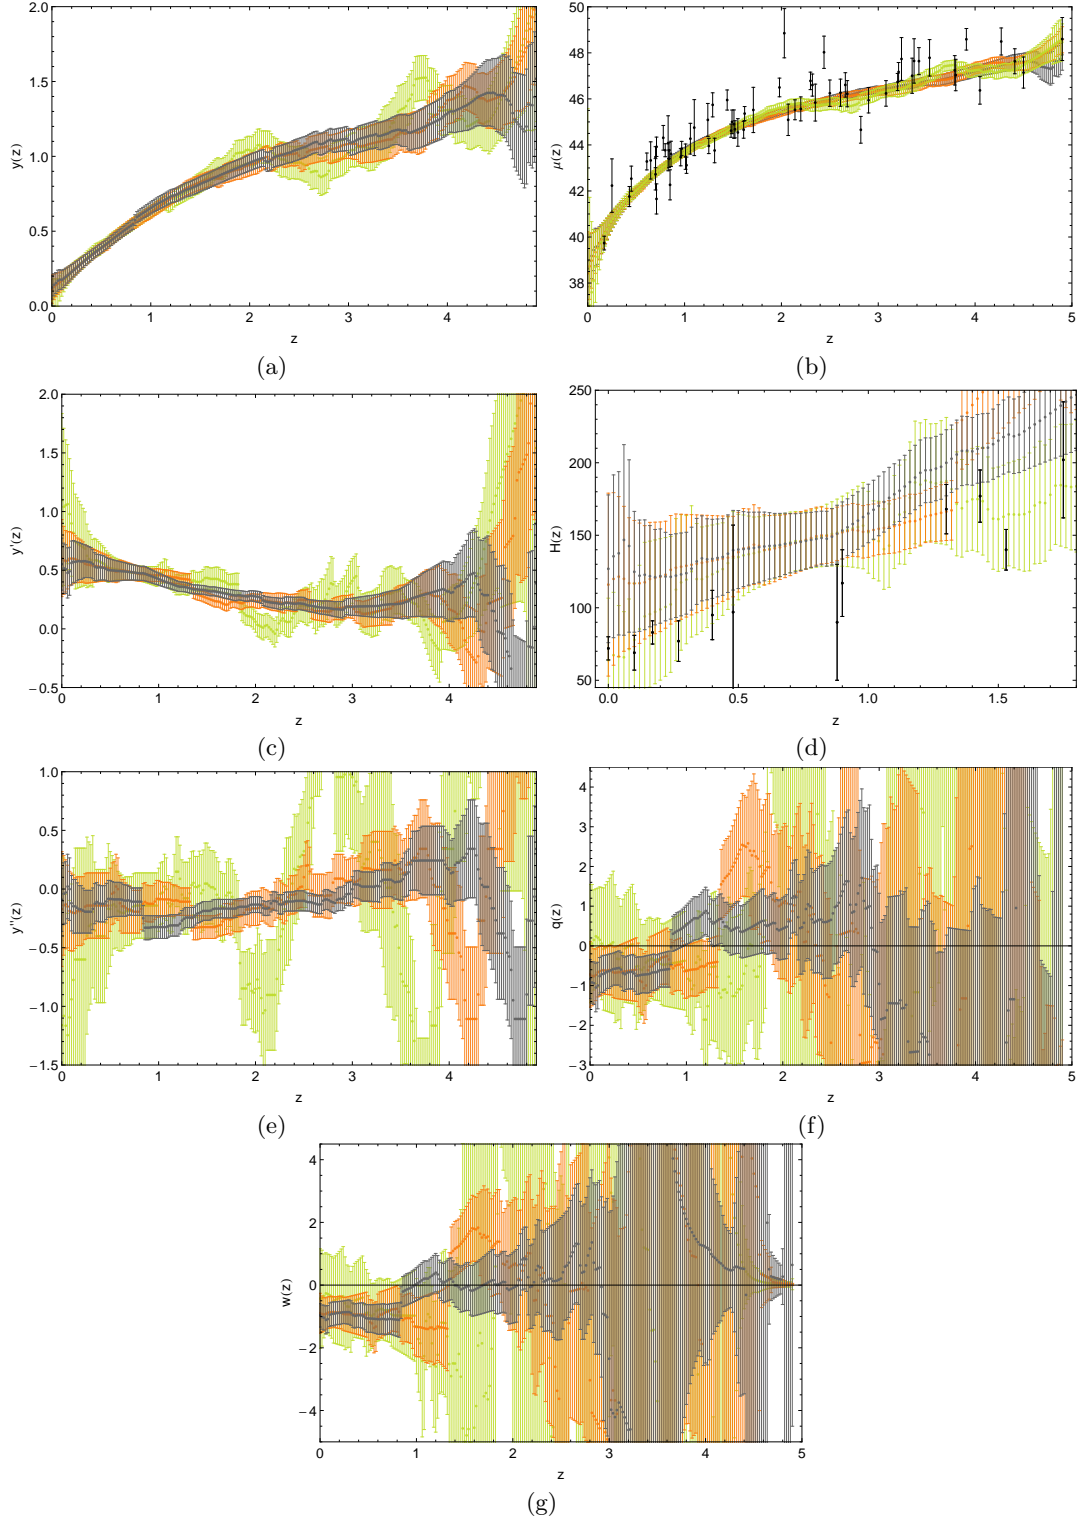 2.0
1.5
1.0
0.5
0.0
y(z)
0 1 2 3 4
z
(a)
50
48
46
44
42
40
38
μ(z)
0 1 2 3 4 5
z
(b)
2.0
1.5
1.0
0.5
0.0
−0.5
y'(z)
0 1 2 3 4
z
(c)
250
200
150
100
50
H(z)
0.0 0.5 1.0 1.5
z
(d)
1.0
0.5
0.0
−0.5
−1.0
−1.5
y''(z)
0 1 2 3 4
z
(e)
4
3
2
1
0
−1
−2
−3
q(z)
0 1 2 3 4 5
z
(f)
4
2
0
−2
−4
w(z)
0 1 2 3 4 5
z
(g)